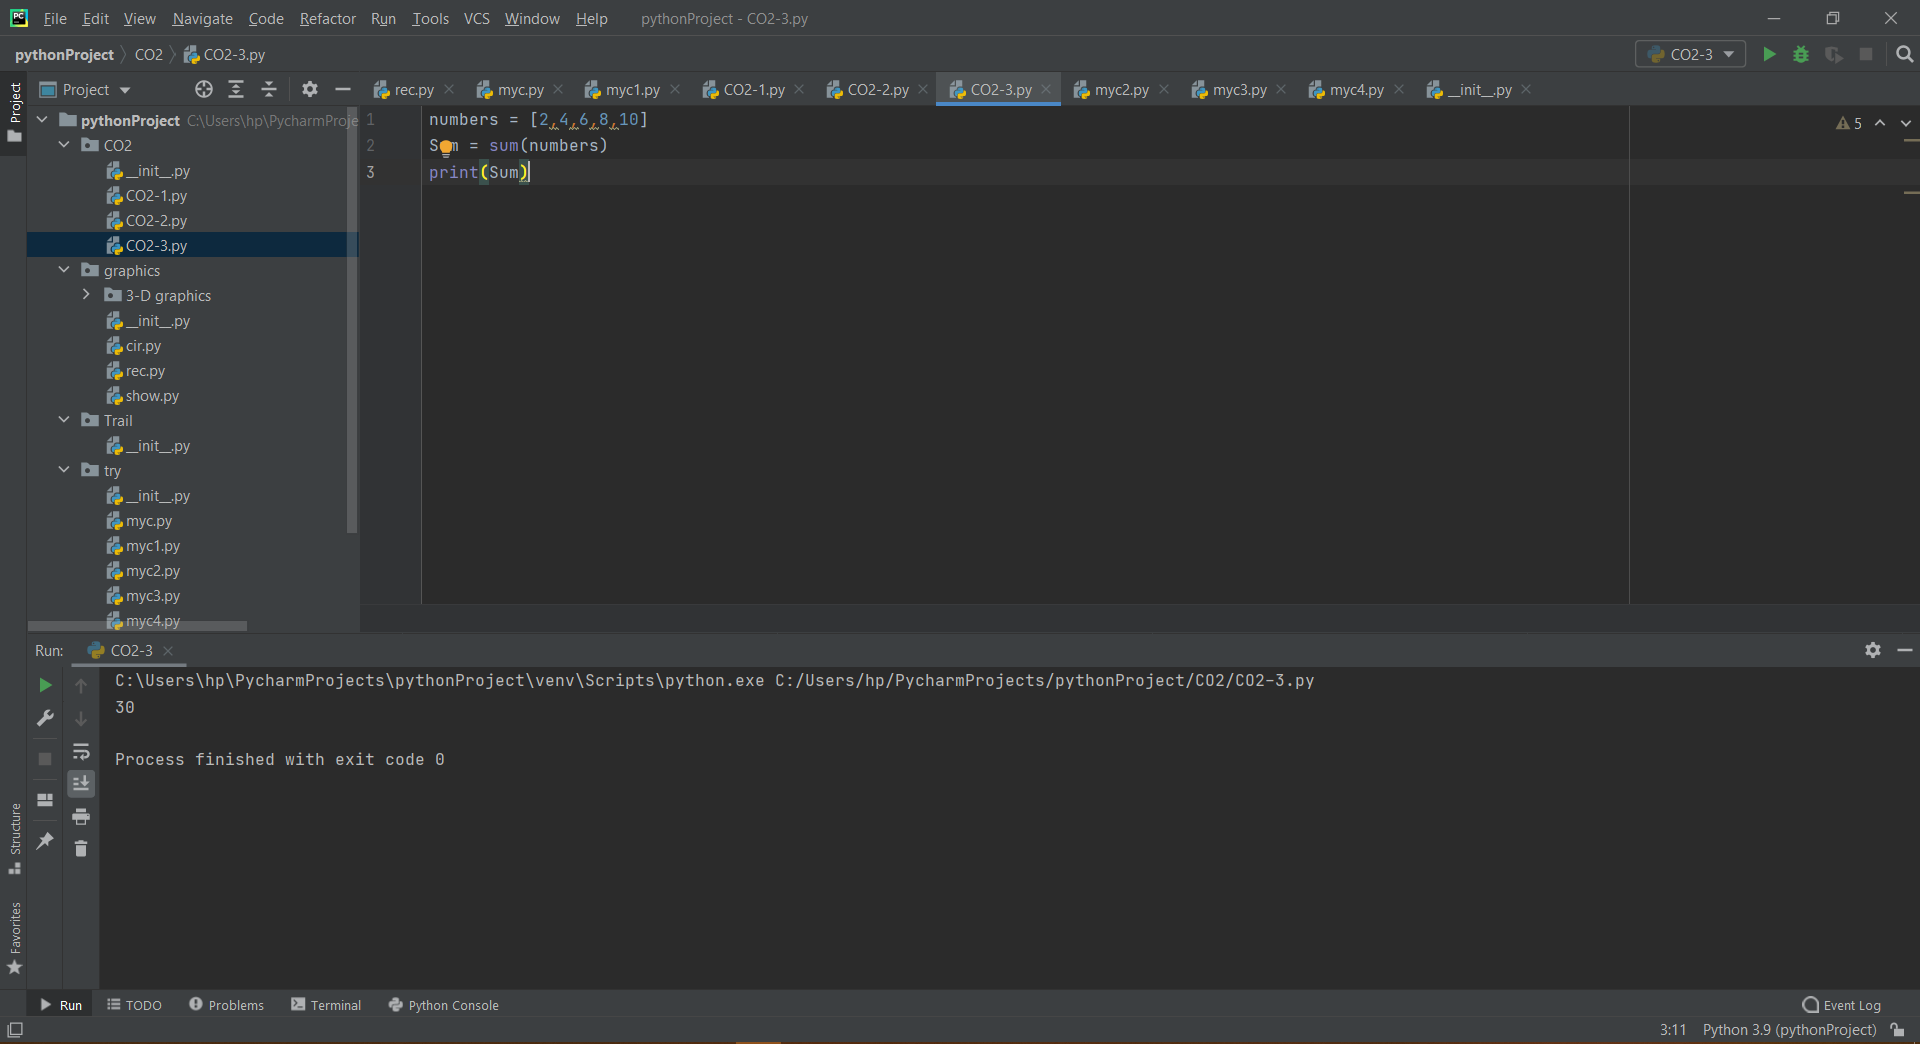 File Edit View Navigate Code Refactor Run Tools VCS Window Help pythonProject - CO2-3.py
pythonProject CO2 CO2-3.py CO2-3
Project rec.py myc.py myc1.py CO2-1.py CO2-2.py CO2-3.py myc2.py myc3.py myc4.py __init__.py
Project
pythonProject C:\Users\hp\PycharmProje
CO2
__init__.py
CO2-1.py
CO2-2.py
CO2-3.py
graphics
3-D graphics
__init__.py
cir.py
rec.py
show.py
Trail
__init__.py
try
__init__.py
myc.py
myc1.py
myc2.py
myc3.py
myc4.py
1 numbers = [2,4,6,8,10]
2 = sum(numbers)
3 print(Sum)
5
Run: CO2-3
C:\Users\hp\PycharmProjects\pythonProject\venv\Scripts\python.exe C:/Users/hp/PycharmProjects/pythonProject/CO2/CO2-3.py
30
Process finished with exit code 0
Structure
Favorites
Run TODO Problems Terminal Python Console Event Log
3:11 Python 3.9 (pythonProject)